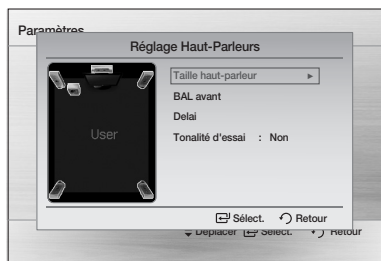 Paramètres
Réglage Haut-Parleurs
Taille haut-parleur ►
BAL avant
Delai
Tonalité d'essai : Non
User
Sélect. Retour
Déplacer Sélect. Retour